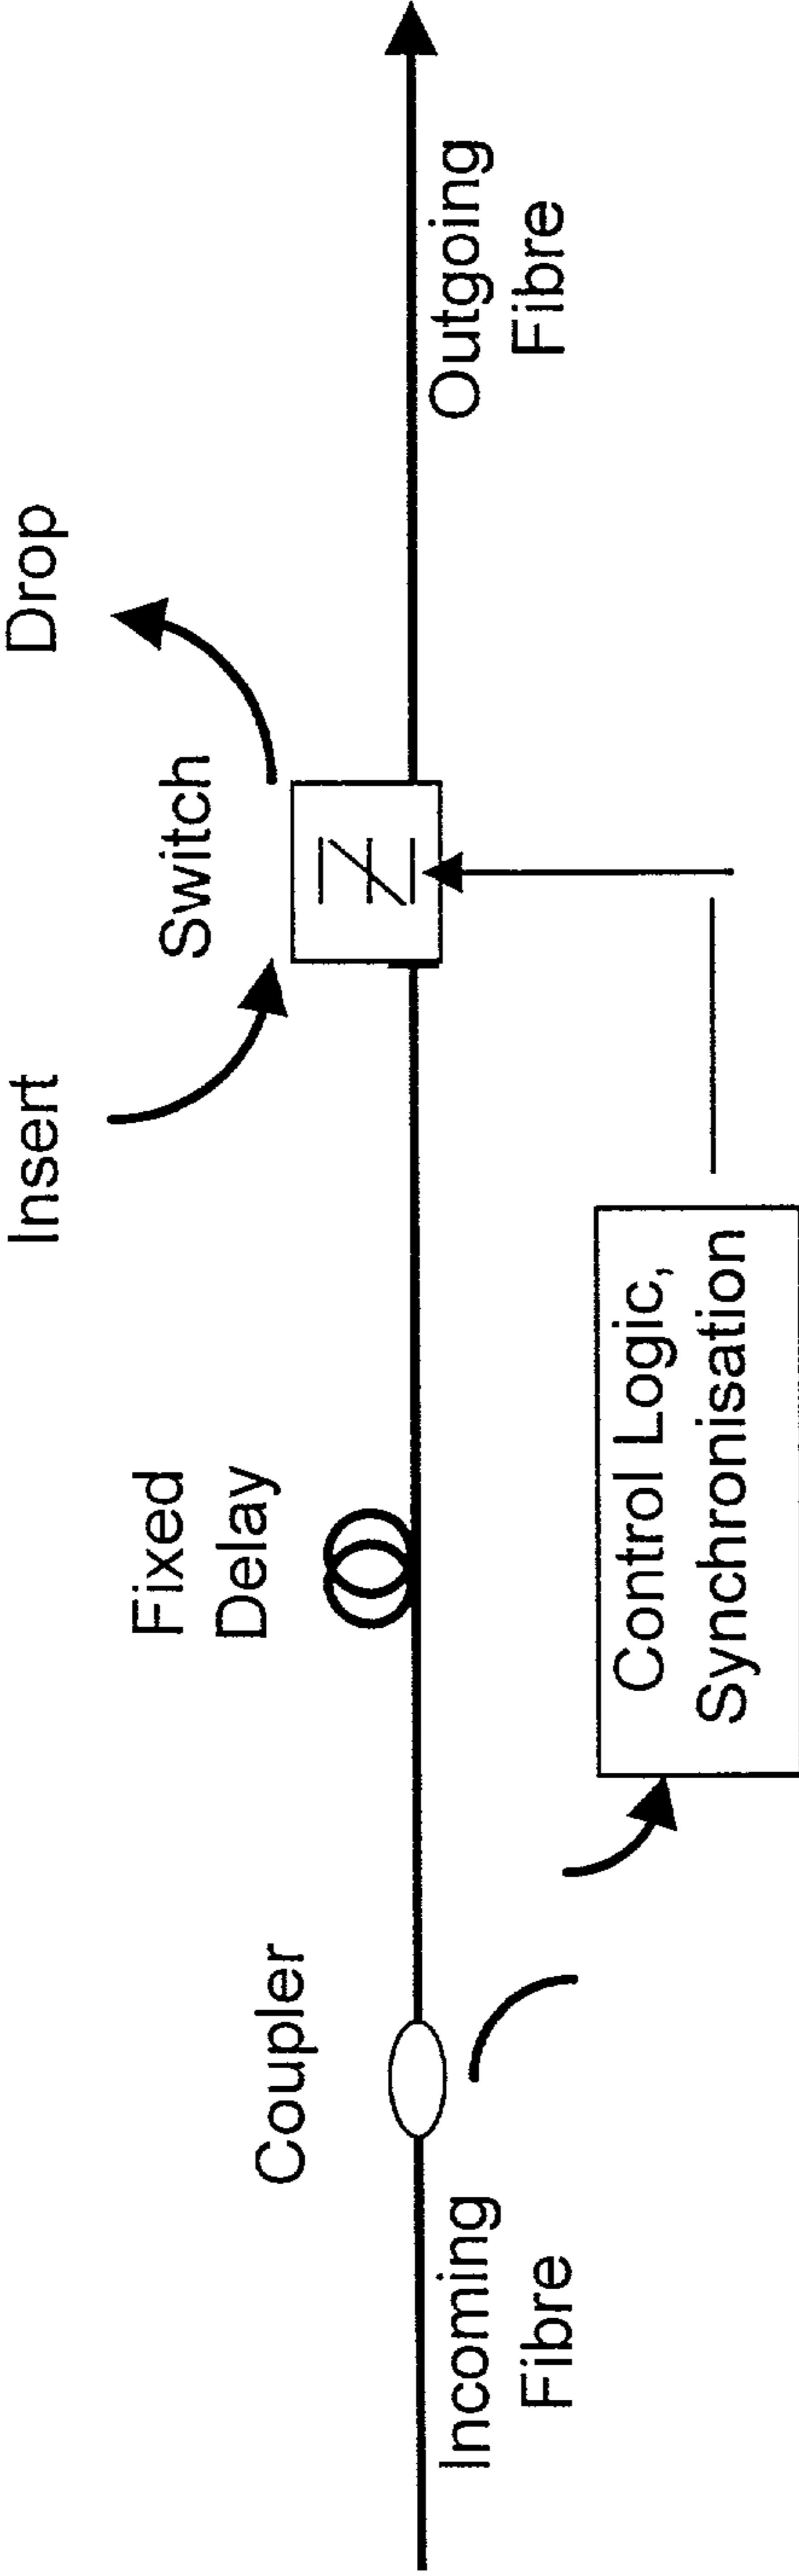 Incoming
Fibre
Coupler
Fixed
Delay
Control Logic,
Synchronisation
Insert
Switch
Drop
Outgoing
Fibre